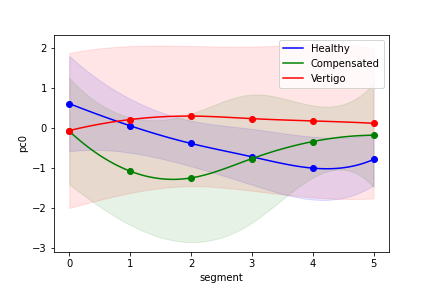 Healthy
Compensated
Vertigo
2
1
0
−1
−2
−3
pc0
0 1 2 3 4 5
segment